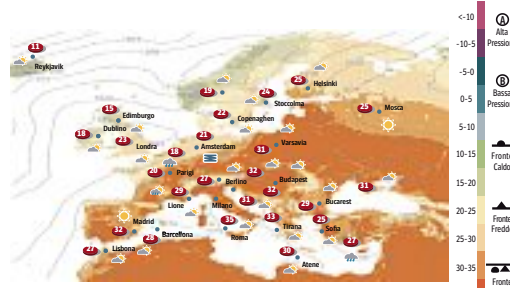 11
Reykjavik
25
Helsinki
19
24
Stoccolma
15
Edimburgo
22
Copenaghen
25
Mosca
18
Dublino
23
Londra
21
Amsterdam
31
Varsavia
18
20
Parigi
27
Berlino
32
Budapest
32
29
Lione
Milano
31
29
Bucarest
31
32
Madrid
28
Barcellona
35
Roma
33
Tirana
25
Sofia
27
Lisbona
30
Atene
27
<-10
-10-5
-5-0
0-5
5-10
10-15
15-20
20-25
25-30
30-35
A
Alta
Pression
B
Bassa
Pression
Fronte
Caldo
Fronte
Freddo
Fronte